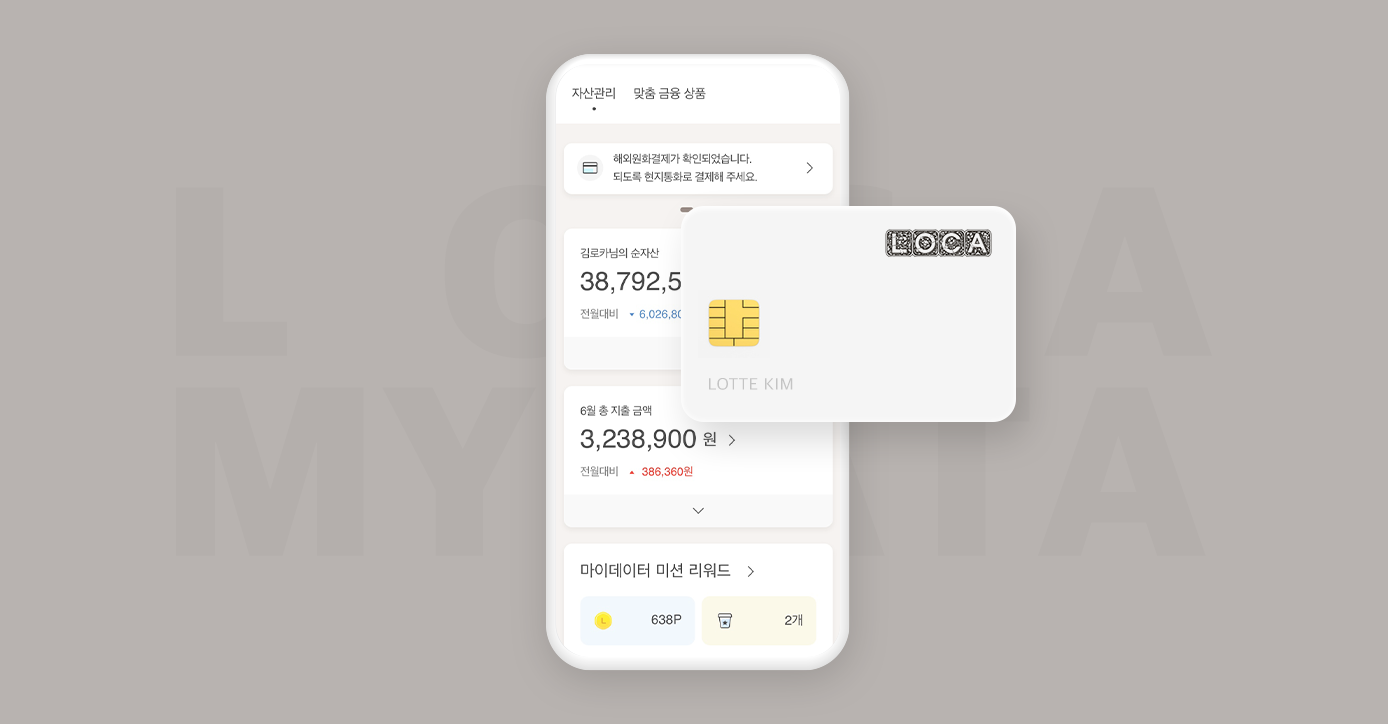 자산관리 맞춤 금융 상품
해외원화결제가 확인되었습니다.
되도록 현지통화로 결제해 주세요.
김로카님의 순자산
38,792,5
전월대비 6,026,80
LOCA
LOTTE KIM
6월 총 지출 금액
3,238,900 원
전월대비 386,360원
마이데이터 미션 리워드
L 638P 2개
L O C A
MY DATA